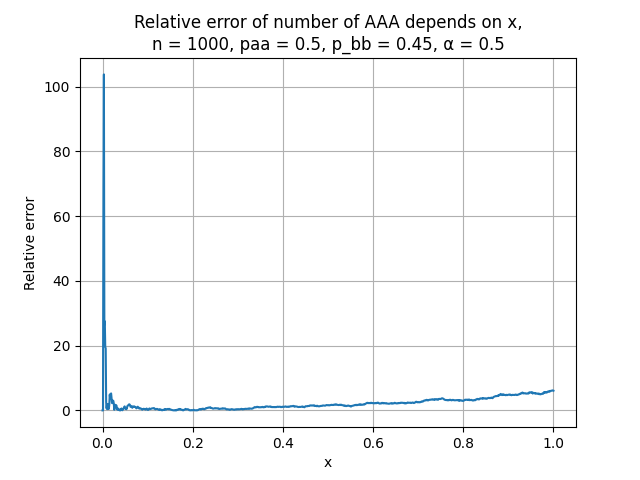 Relative error of number of AAA depends on x,
n = 1000, paa = 0.5, p_bb = 0.45, α = 0.5
100
80
60
40
20
0
Relative error
0.0 0.2 0.4 0.6 0.8 1.0
x